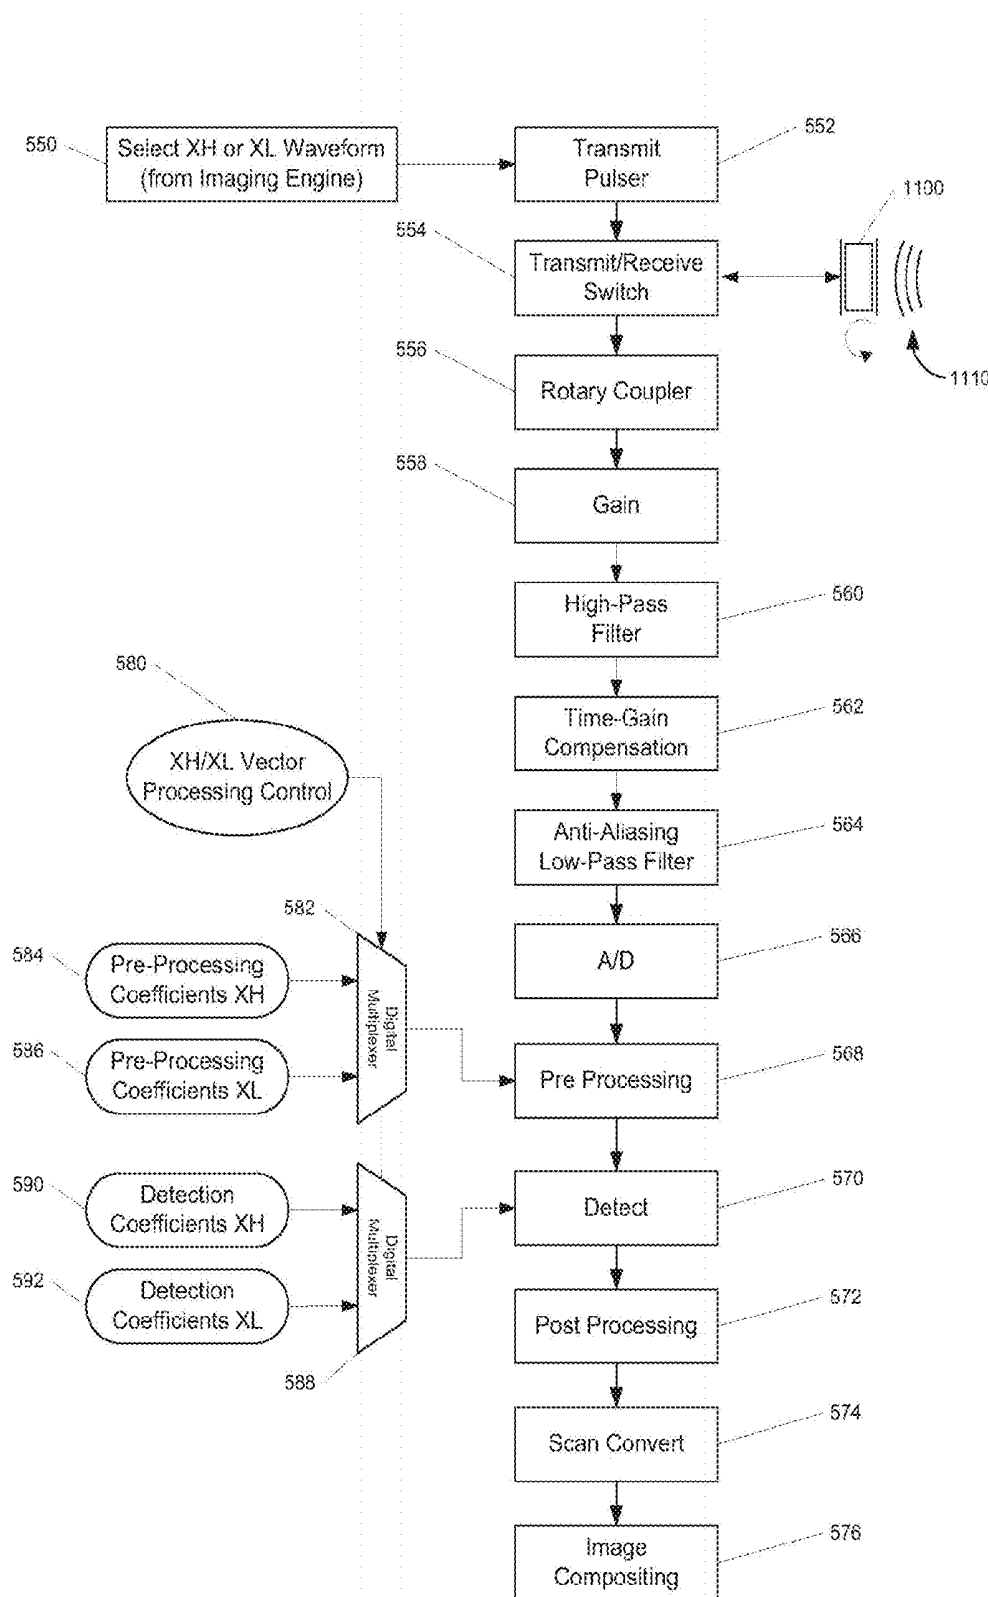 550
Select XH or XL Waveform
(from Imaging Engine)
Transmit
Pulser
552
554
Transmit/Receive
Switch
1100
1110
556
Rotary Coupler
558
Gain
High-Pass
Filter
560
580
XH/XL Vector
Processing Control
Time-Gain
Compensation
562
Anti-Aliasing
Low-Pass Filter
564
582
584
Pre-Processing
Coefficients XH
586
Pre-Processing
Coefficients XL
Digital
Multiplexer
A/D
566
Pre Processing
568
590
Detection
Coefficients XH
592
Detection
Coefficients XL
Digital
Multiplexer
588
Detect
570
Post Processing
572
Scan Convert
574
Image
Compositing
576